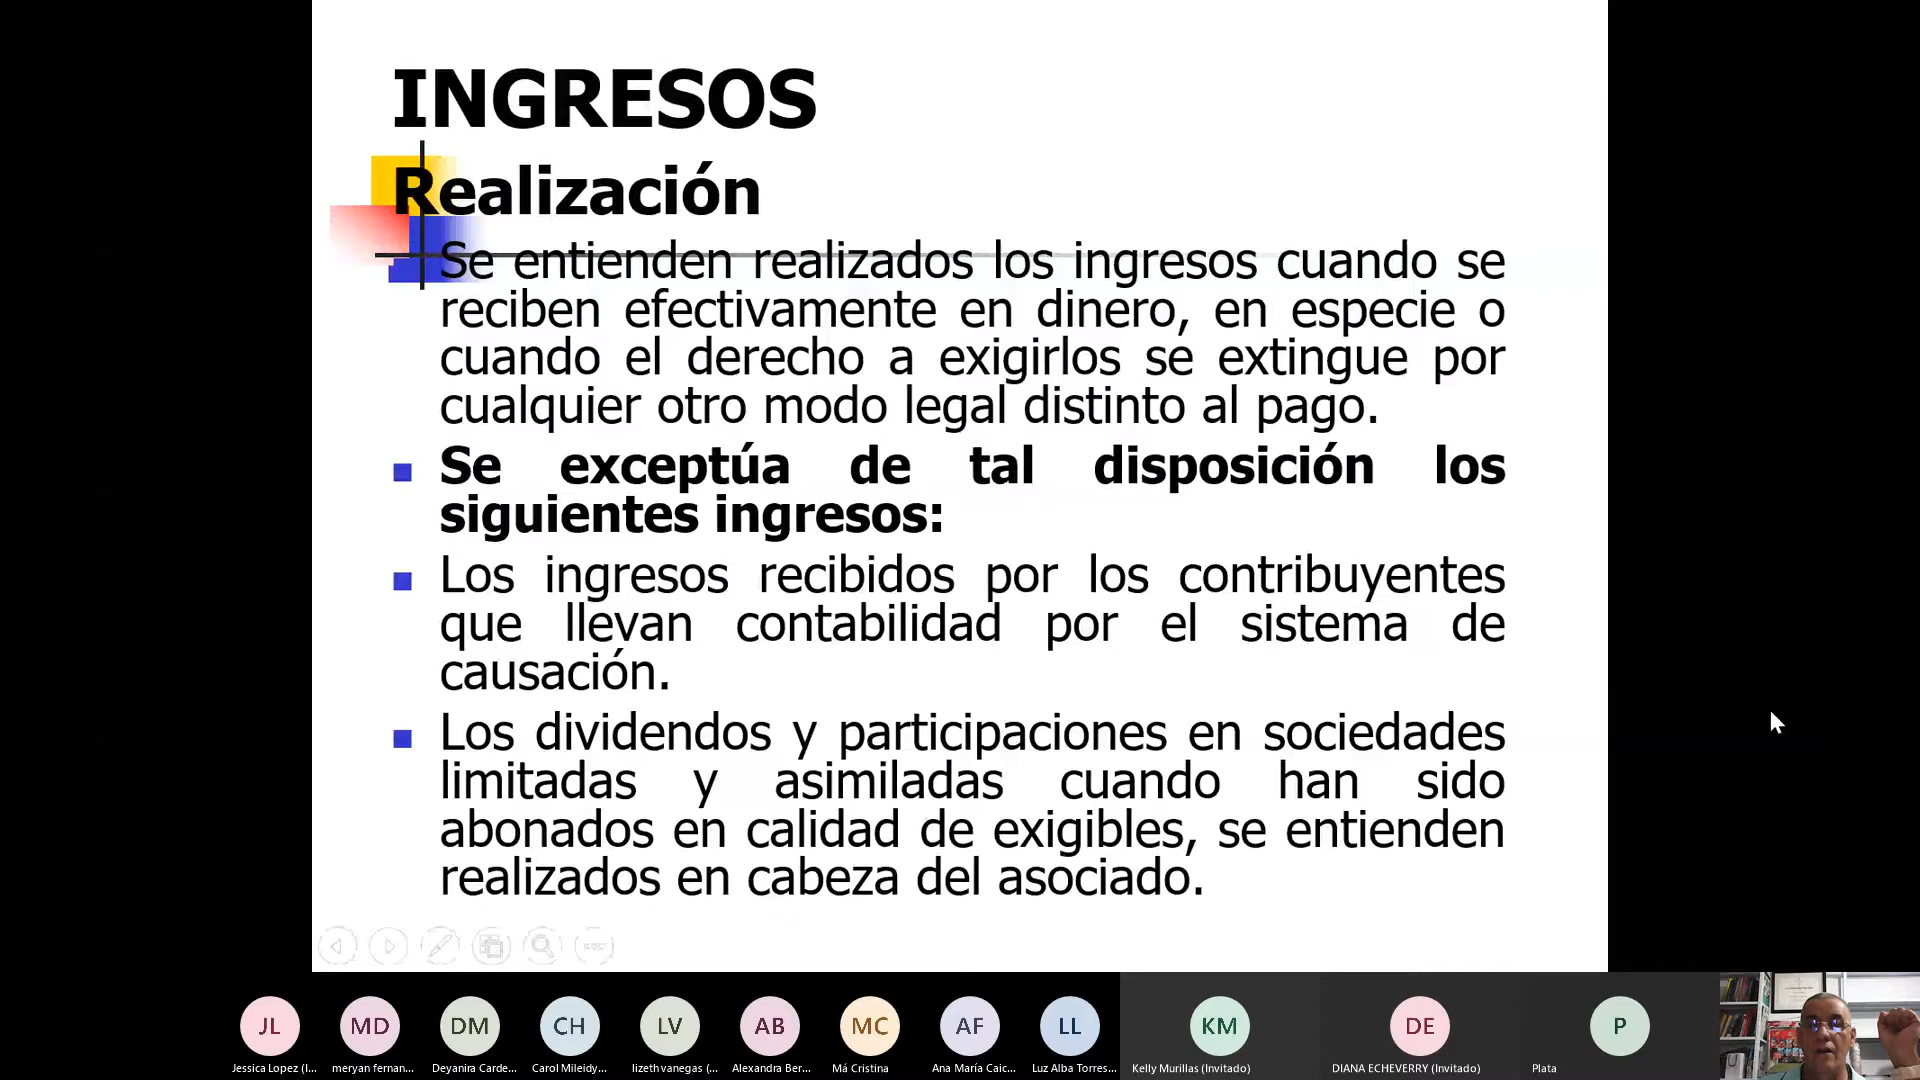 INGRESOS
Realización
Se entienden realizados los ingresos cuando se
reciben efectivamente en dinero, en especie o
cuando el derecho a exigirlos se extingue por
cualquier otro modo legal distinto al pago.
Se exceptúa de tal disposición los
siguientes ingresos:
Los ingresos recibidos por los contribuyentes
que llevan contabilidad por el sistema de
causación.
Los dividendos y participaciones en sociedades
limitadas y asimiladas cuando han sido
abonados en calidad de exigibles, se entienden
realizados en cabeza del asociado.
JL MD DM CH LV AB MC AF LL KM DE P
Jessica Lopez (I... meryan fernan... Deyanira Carde... Carol Mileidy... lizeth vanegas (... Alexandra Ber... Má Cristina Ana María Caic... Luz Alba Torres... Kelly Murillas (Invitado) DIANA ECHEVERRY (Invitado) Plata